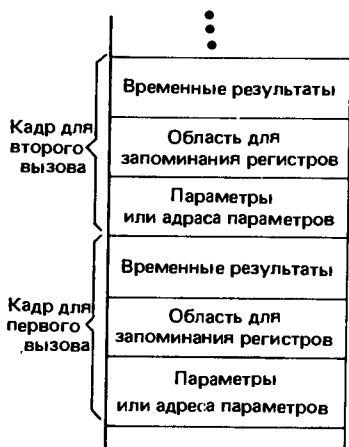 Временные результаты
Кадр для
второго
вызова
Область для
запоминания регистров
Параметры
или адраса параметров
Временные результаты
Кадр для
первого
вызова
Область для
запоминания регистров
Параметры
или адреса параметров